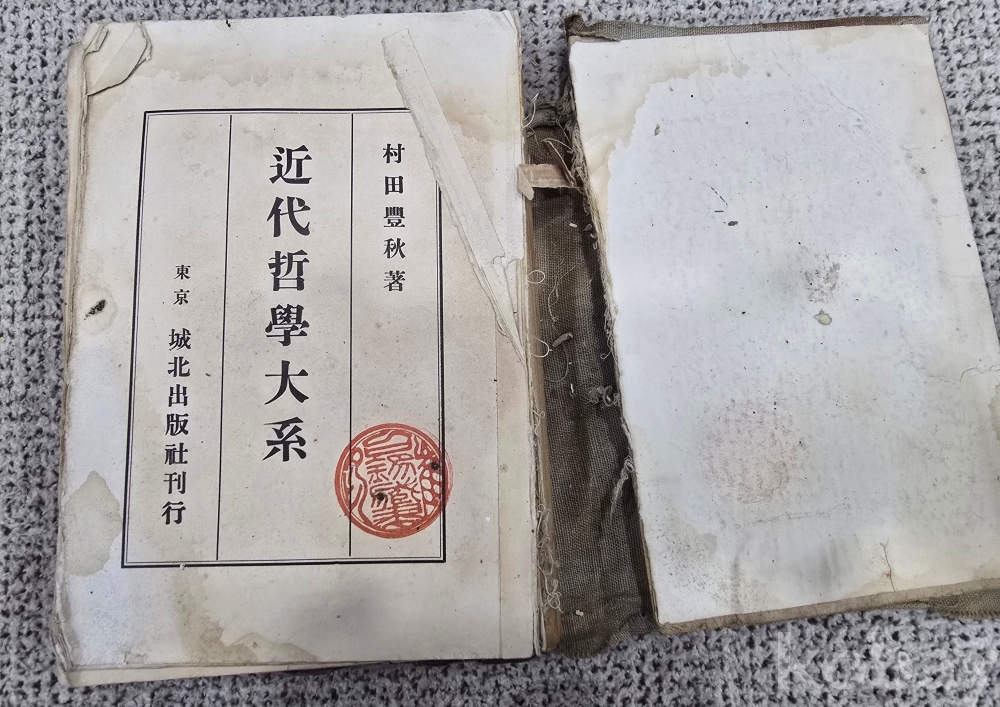 村田豐秋著
近代哲學大系
東京 城北出版社刊行